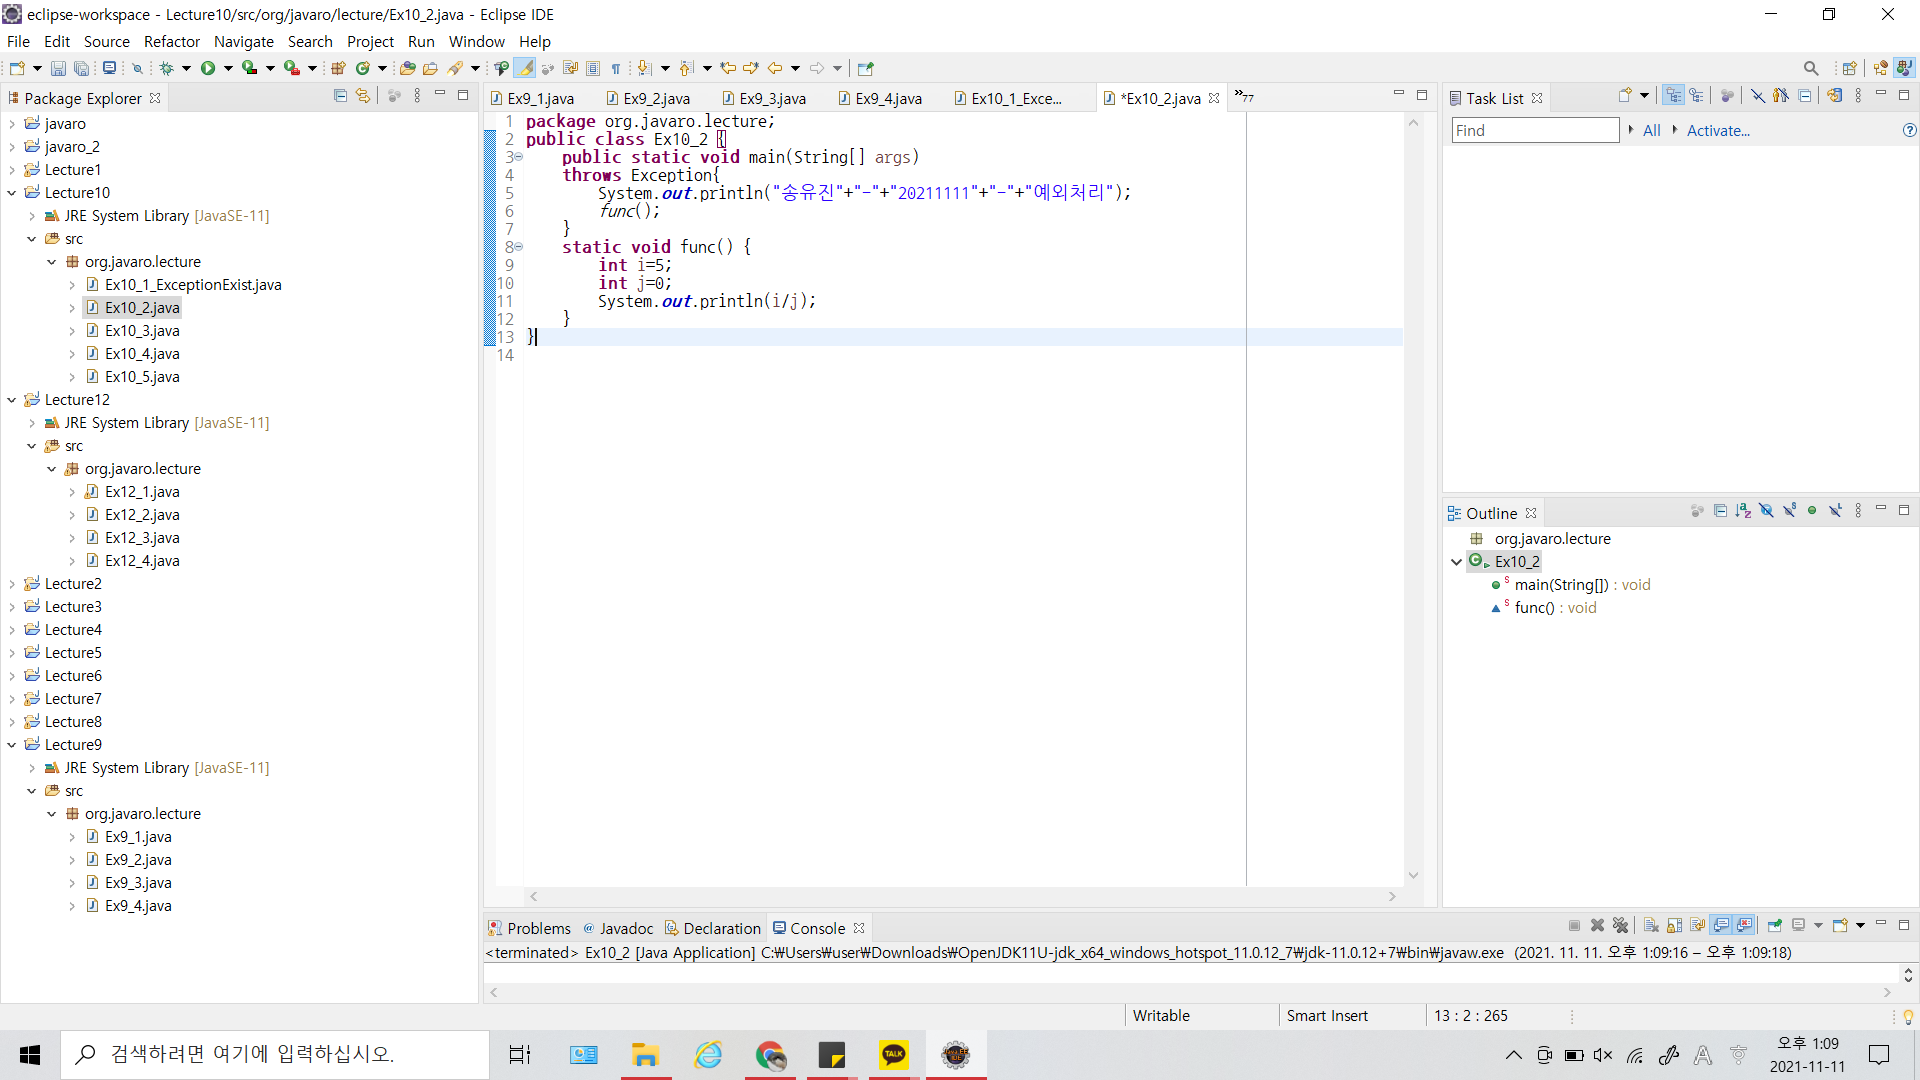 eclipse-workspace - Lecture10/src/org/javaro/lecture/Ex10_2.java - Eclipse IDE
File Edit Source Refactor Navigate Search Project Run Window Help
Package Explorer
javaro
javaro_2
Lecture1
Lecture10
JRE System Library [JavaSE-11]
src
org.javaro.lecture
Ex10_1_ExceptionExist.java
Ex10_2.java
Ex10_3.java
Ex10_4.java
Ex10_5.java
Lecture12
JRE System Library [JavaSE-11]
src
org.javaro.lecture
Ex12_1.java
Ex12_2.java
Ex12_3.java
Ex12_4.java
Lecture2
Lecture3
Lecture4
Lecture5
Lecture6
Lecture7
Lecture8
Lecture9
JRE System Library [JavaSE-11]
src
org.javaro.lecture
Ex9_1.java
Ex9_2.java
Ex9_3.java
Ex9_4.java
Ex9_1.java Ex9_2.java Ex9_3.java Ex9_4.java Ex10_1_Exce... *Ex10_2.java »77
1 package org.javaro.lecture;
2 public class Ex10_2 {
3 public static void main(String[] args)
4 throws Exception{
5 System.out.println("송유진"+"-"+"20211111"+"-"+"예외처리");
6 func();
7 }
8 static void func() {
9 int i=5;
10 int j=0;
11 System.out.println(i/j);
12 }
13 }
14
Task List
Find All Activate...
Outline
org.javaro.lecture
Ex10_2
main(String[]) : void
func() : void
Problems @ Javadoc Declaration Console
<terminated> Ex10_2 [Java Application] C:₩Users₩user₩Downloads₩OpenJDK11U-jdk_x64_windows_hotspot_11.0.12_7₩jdk-11.0.12+7₩bin₩javaw.exe (2021. 11. 11. 오후 1:09:16 – 오후 1:09:18)
Writable Smart Insert 13 : 2 : 265
검색하려면 여기에 입력하십시오.
TALK
오후 1:09
2021-11-11